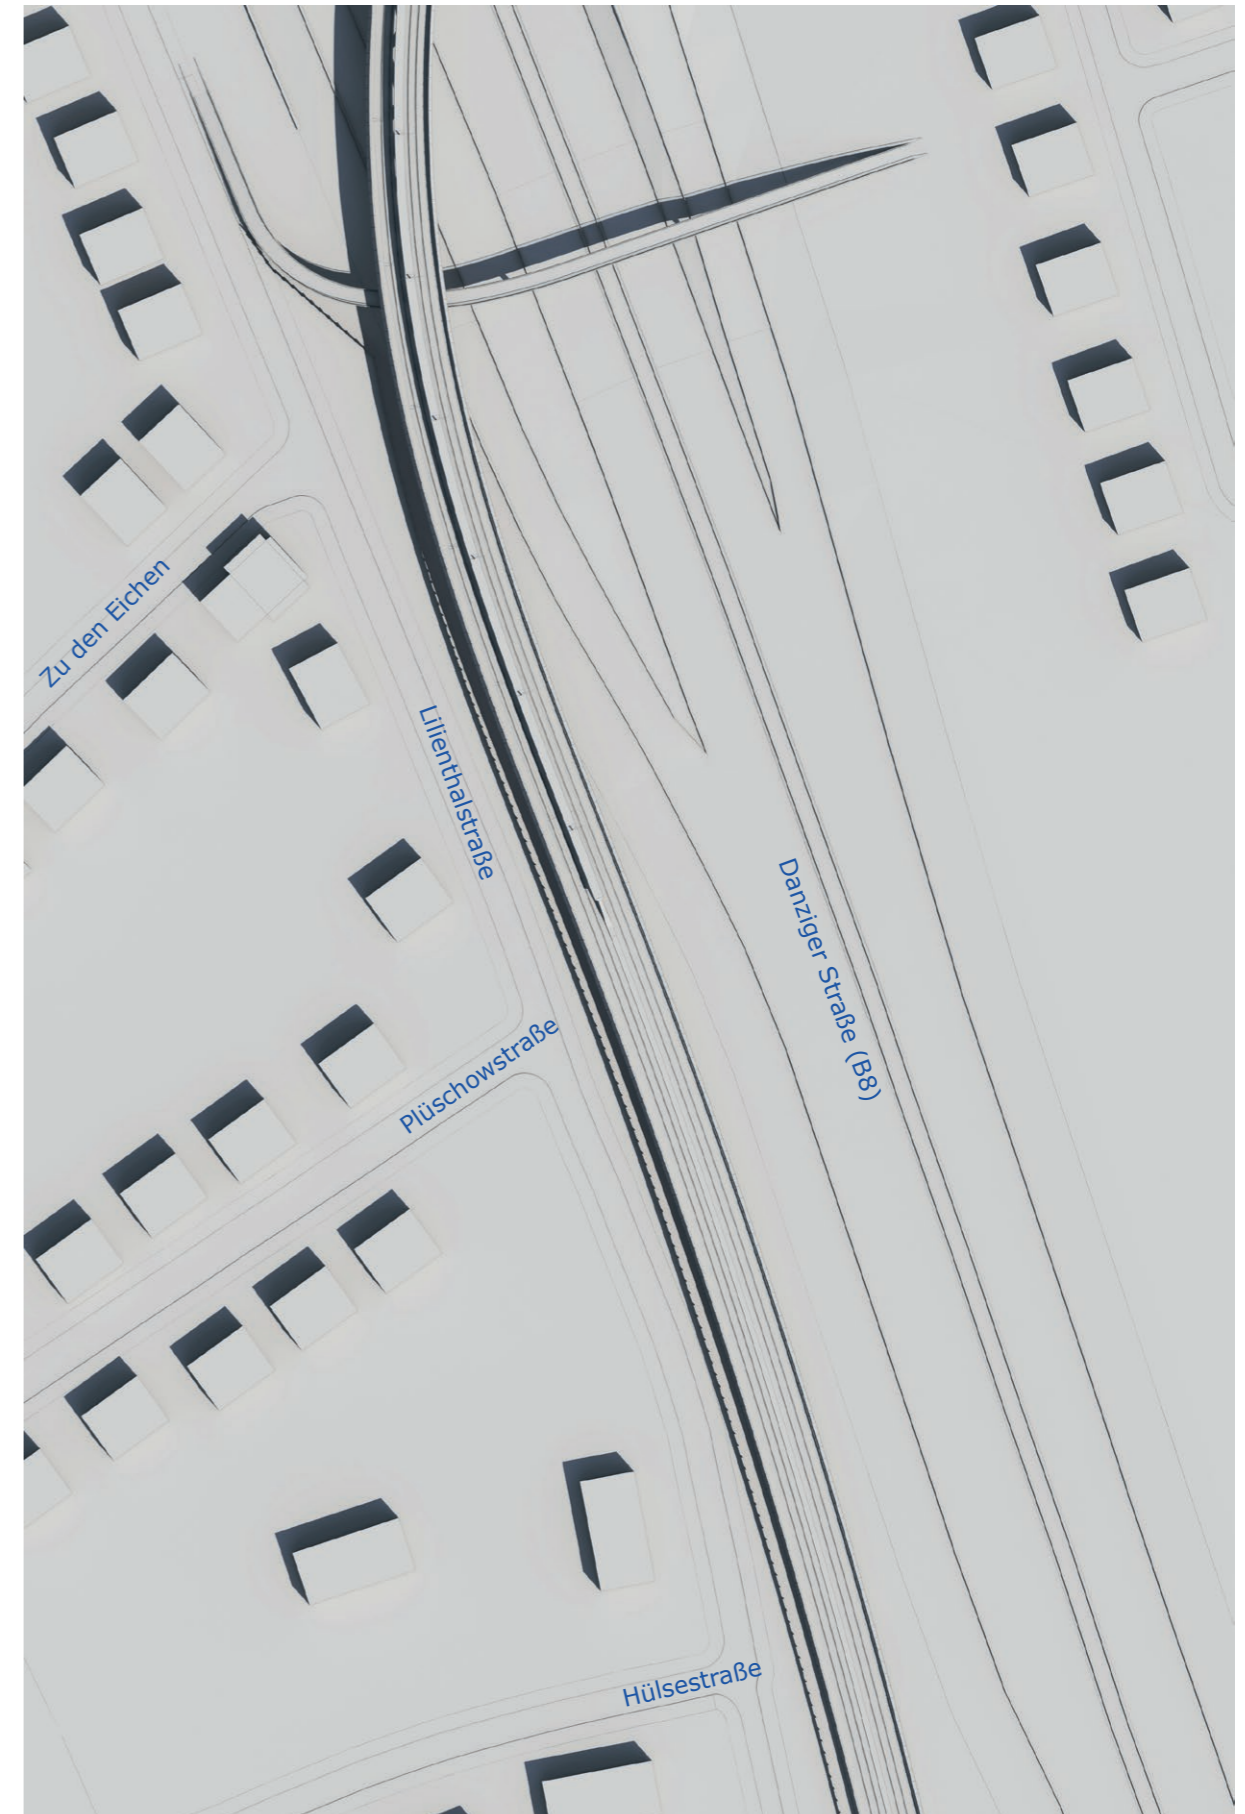 Zu den Eichen
Lilienthalstraße
Danziger Straße (B8)
Plüschowstraße
Hülsestraße